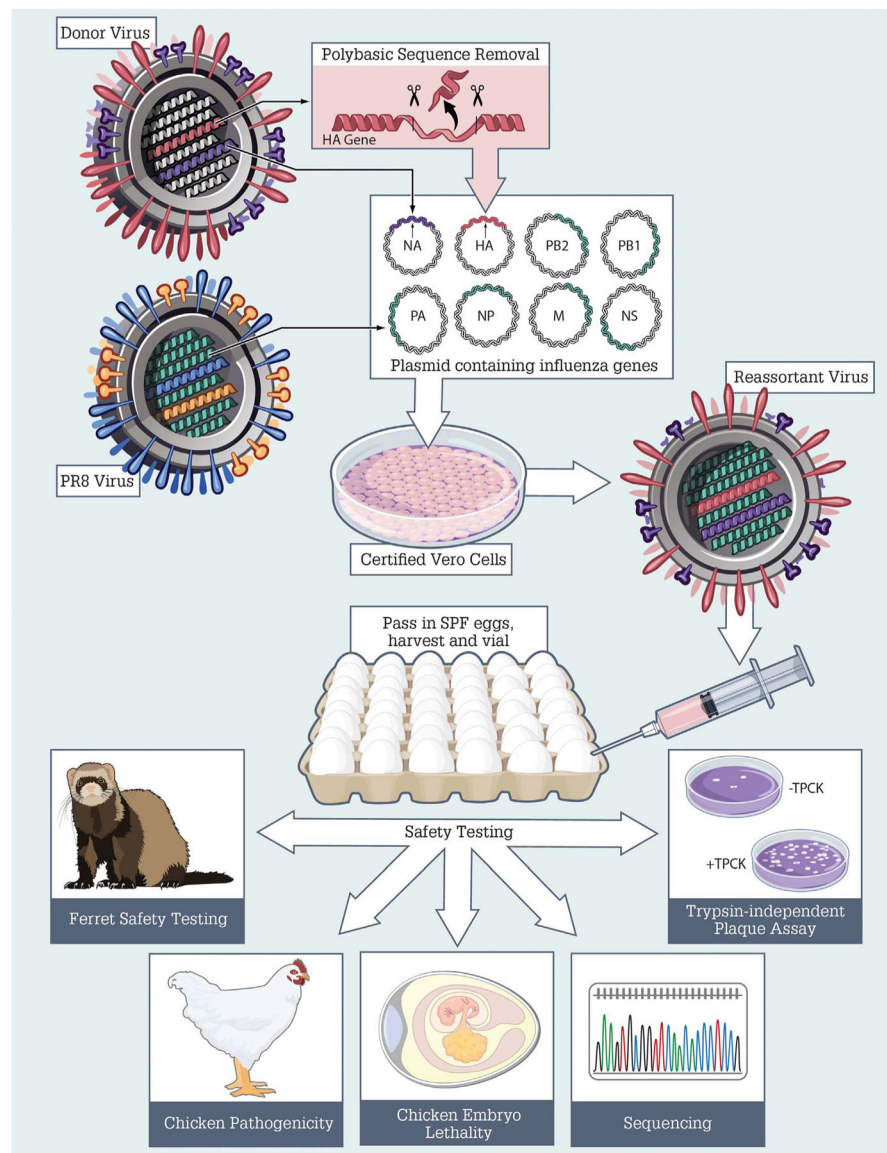 Donor Virus
Polybasic Sequence Removal
HA Gene
NA
HA
PB2
PB1
PA
NP
M
NS
Plasmid containing influenza genes
PR8 Virus
Reassortant Virus
Certified Vero Cells
Pass in SPF eggs,
harvest and vial
Safety Testing
-TPCK
+TPCK
Ferret Safety Testing
Trypsin-independent
Plaque Assay
Chicken Pathogenicity
Chicken Embryo
Lethality
Sequencing